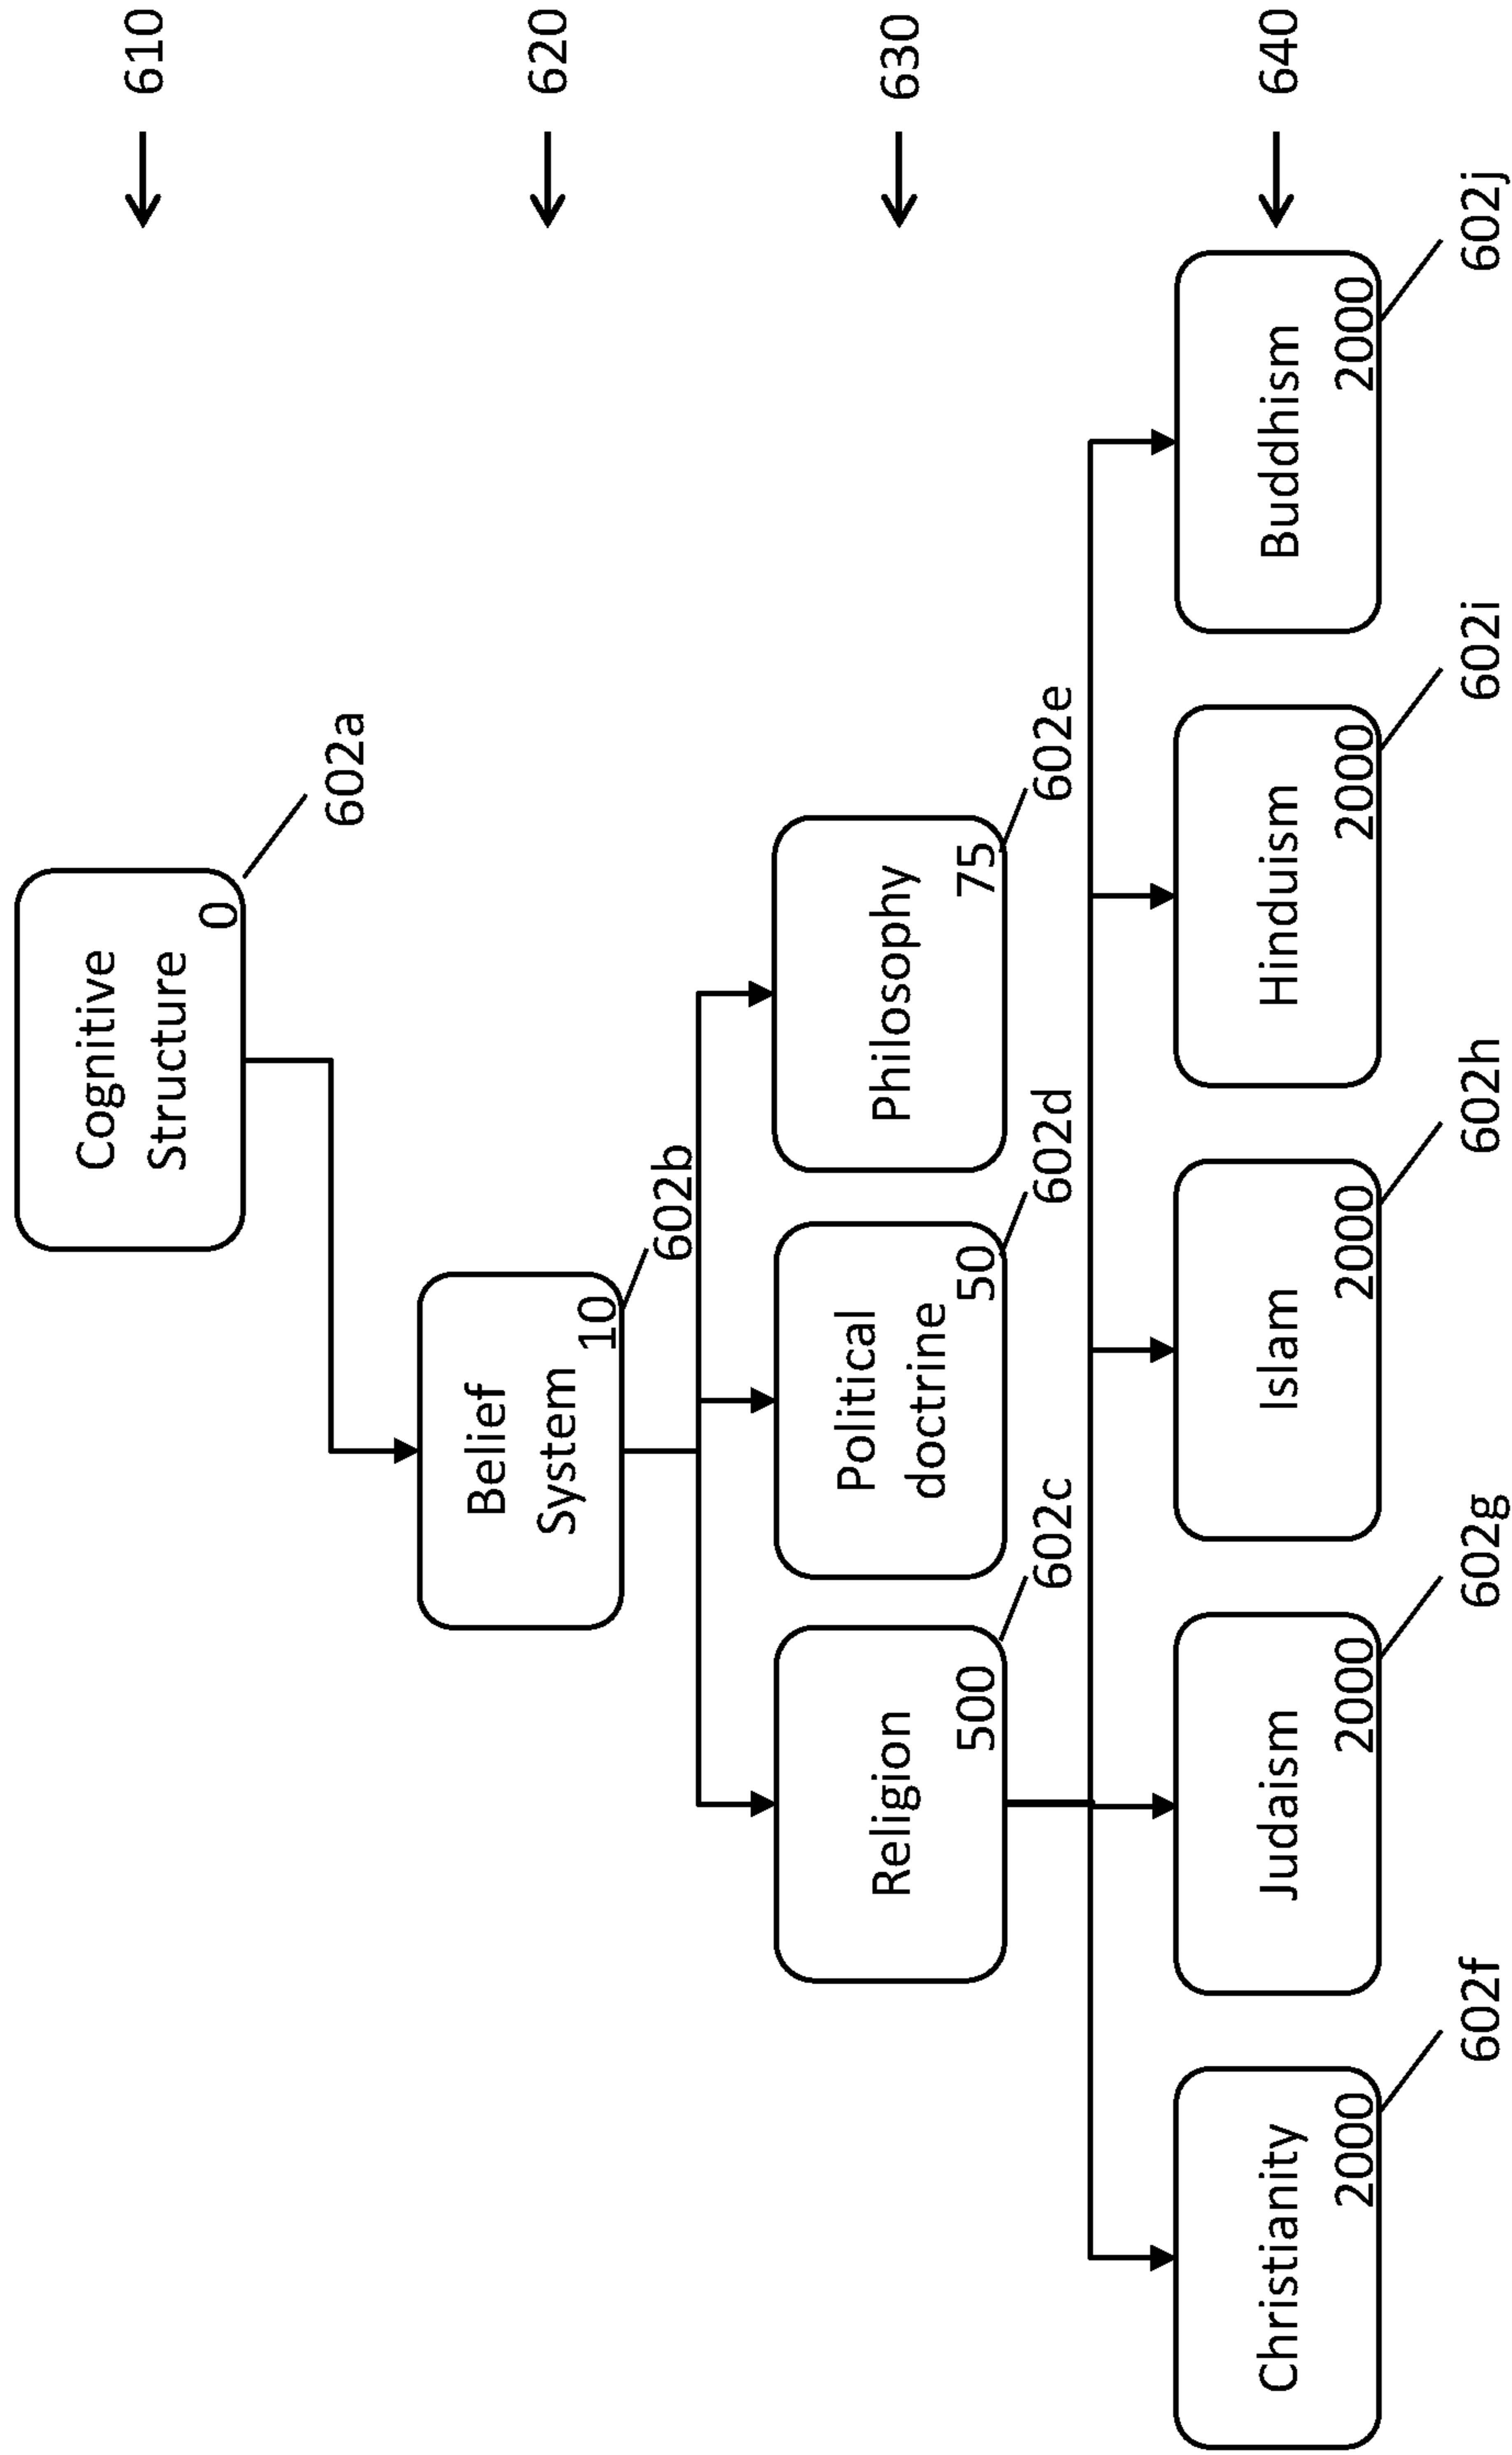 Cognitive
Structure
0
602a
610
Belief
System
10
602b
620
Religion
500
602c
Political
doctrine
50
602d
Philosophy
75
602e
630
Christianity
2000
602f
Judaism
2000
602g
Islam
2000
602h
Hinduism
2000
602i
Buddhism
2000
602j
640